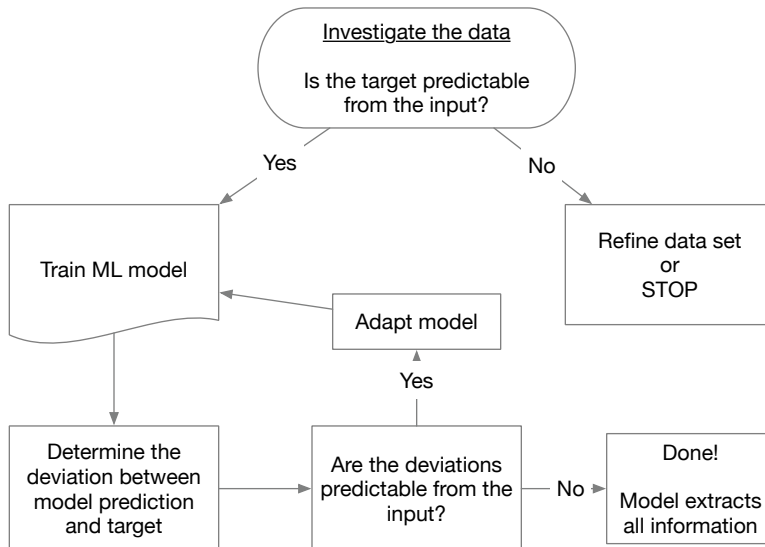 Investigate the data
Is the target predictable
from the input?
Yes
No
Train ML model
Refine data set
or
STOP
Adapt model
Yes
Determine the
deviation between
model prediction
and target
Are the deviations
predictable from the
input?
No
Done!
Model extracts
all information